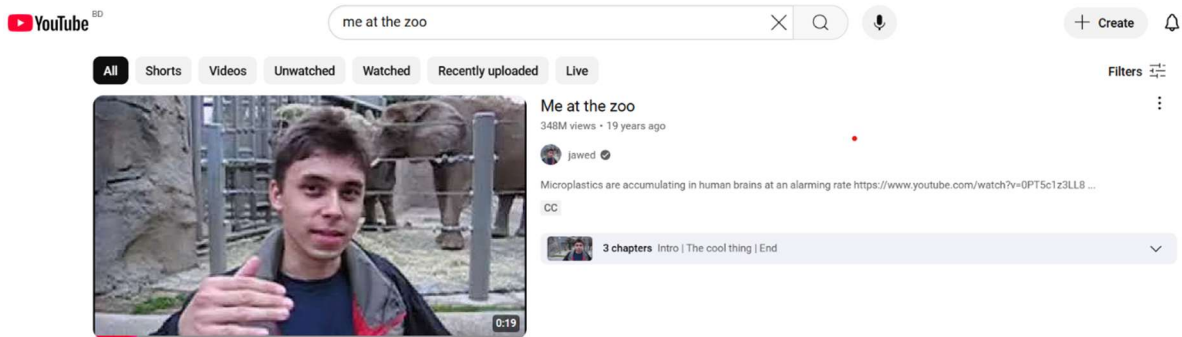 YouTube BD
me at the zoo
Create
All Shorts Videos Unwatched Watched Recently uploaded Live
Filters
Me at the zoo
348M views • 19 years ago
jawed
Microplastics are accumulating in human brains at an alarming rate https://www.youtube.com/watch?v=0PT5c1z3LL8 ...
CC
3 chapters Intro | The cool thing | End
0:19